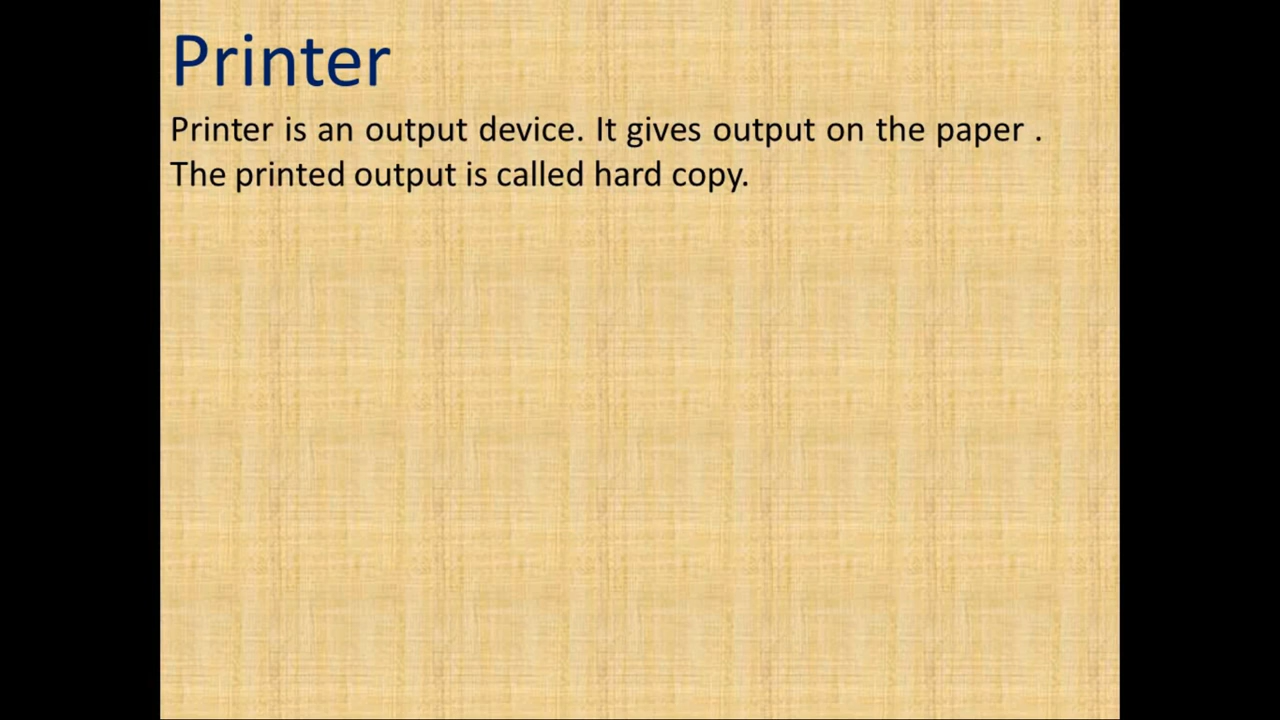 Printer
Printer is an output device. It gives output on the paper .
The printed output is called hard copy.